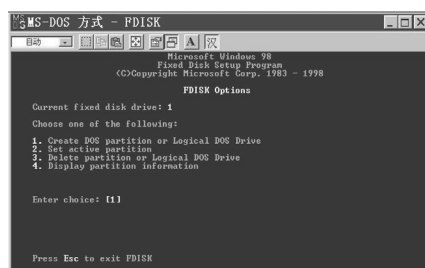 MS-DOS 方式 - FDISK
自动
A
汉
Microsoft Windows 98
Fixed Disk Setup Program
(C)Copyright Microsoft Corp. 1983 - 1998
FDISK Options
Current fixed disk drive: 1
Choose one of the following:
1. Create DOS partition or Logical DOS Drive
2. Set active partition
3. Delete partition or Logical DOS Drive
4. Display partition information
Enter choice: [1]
Press Esc to exit FDISK